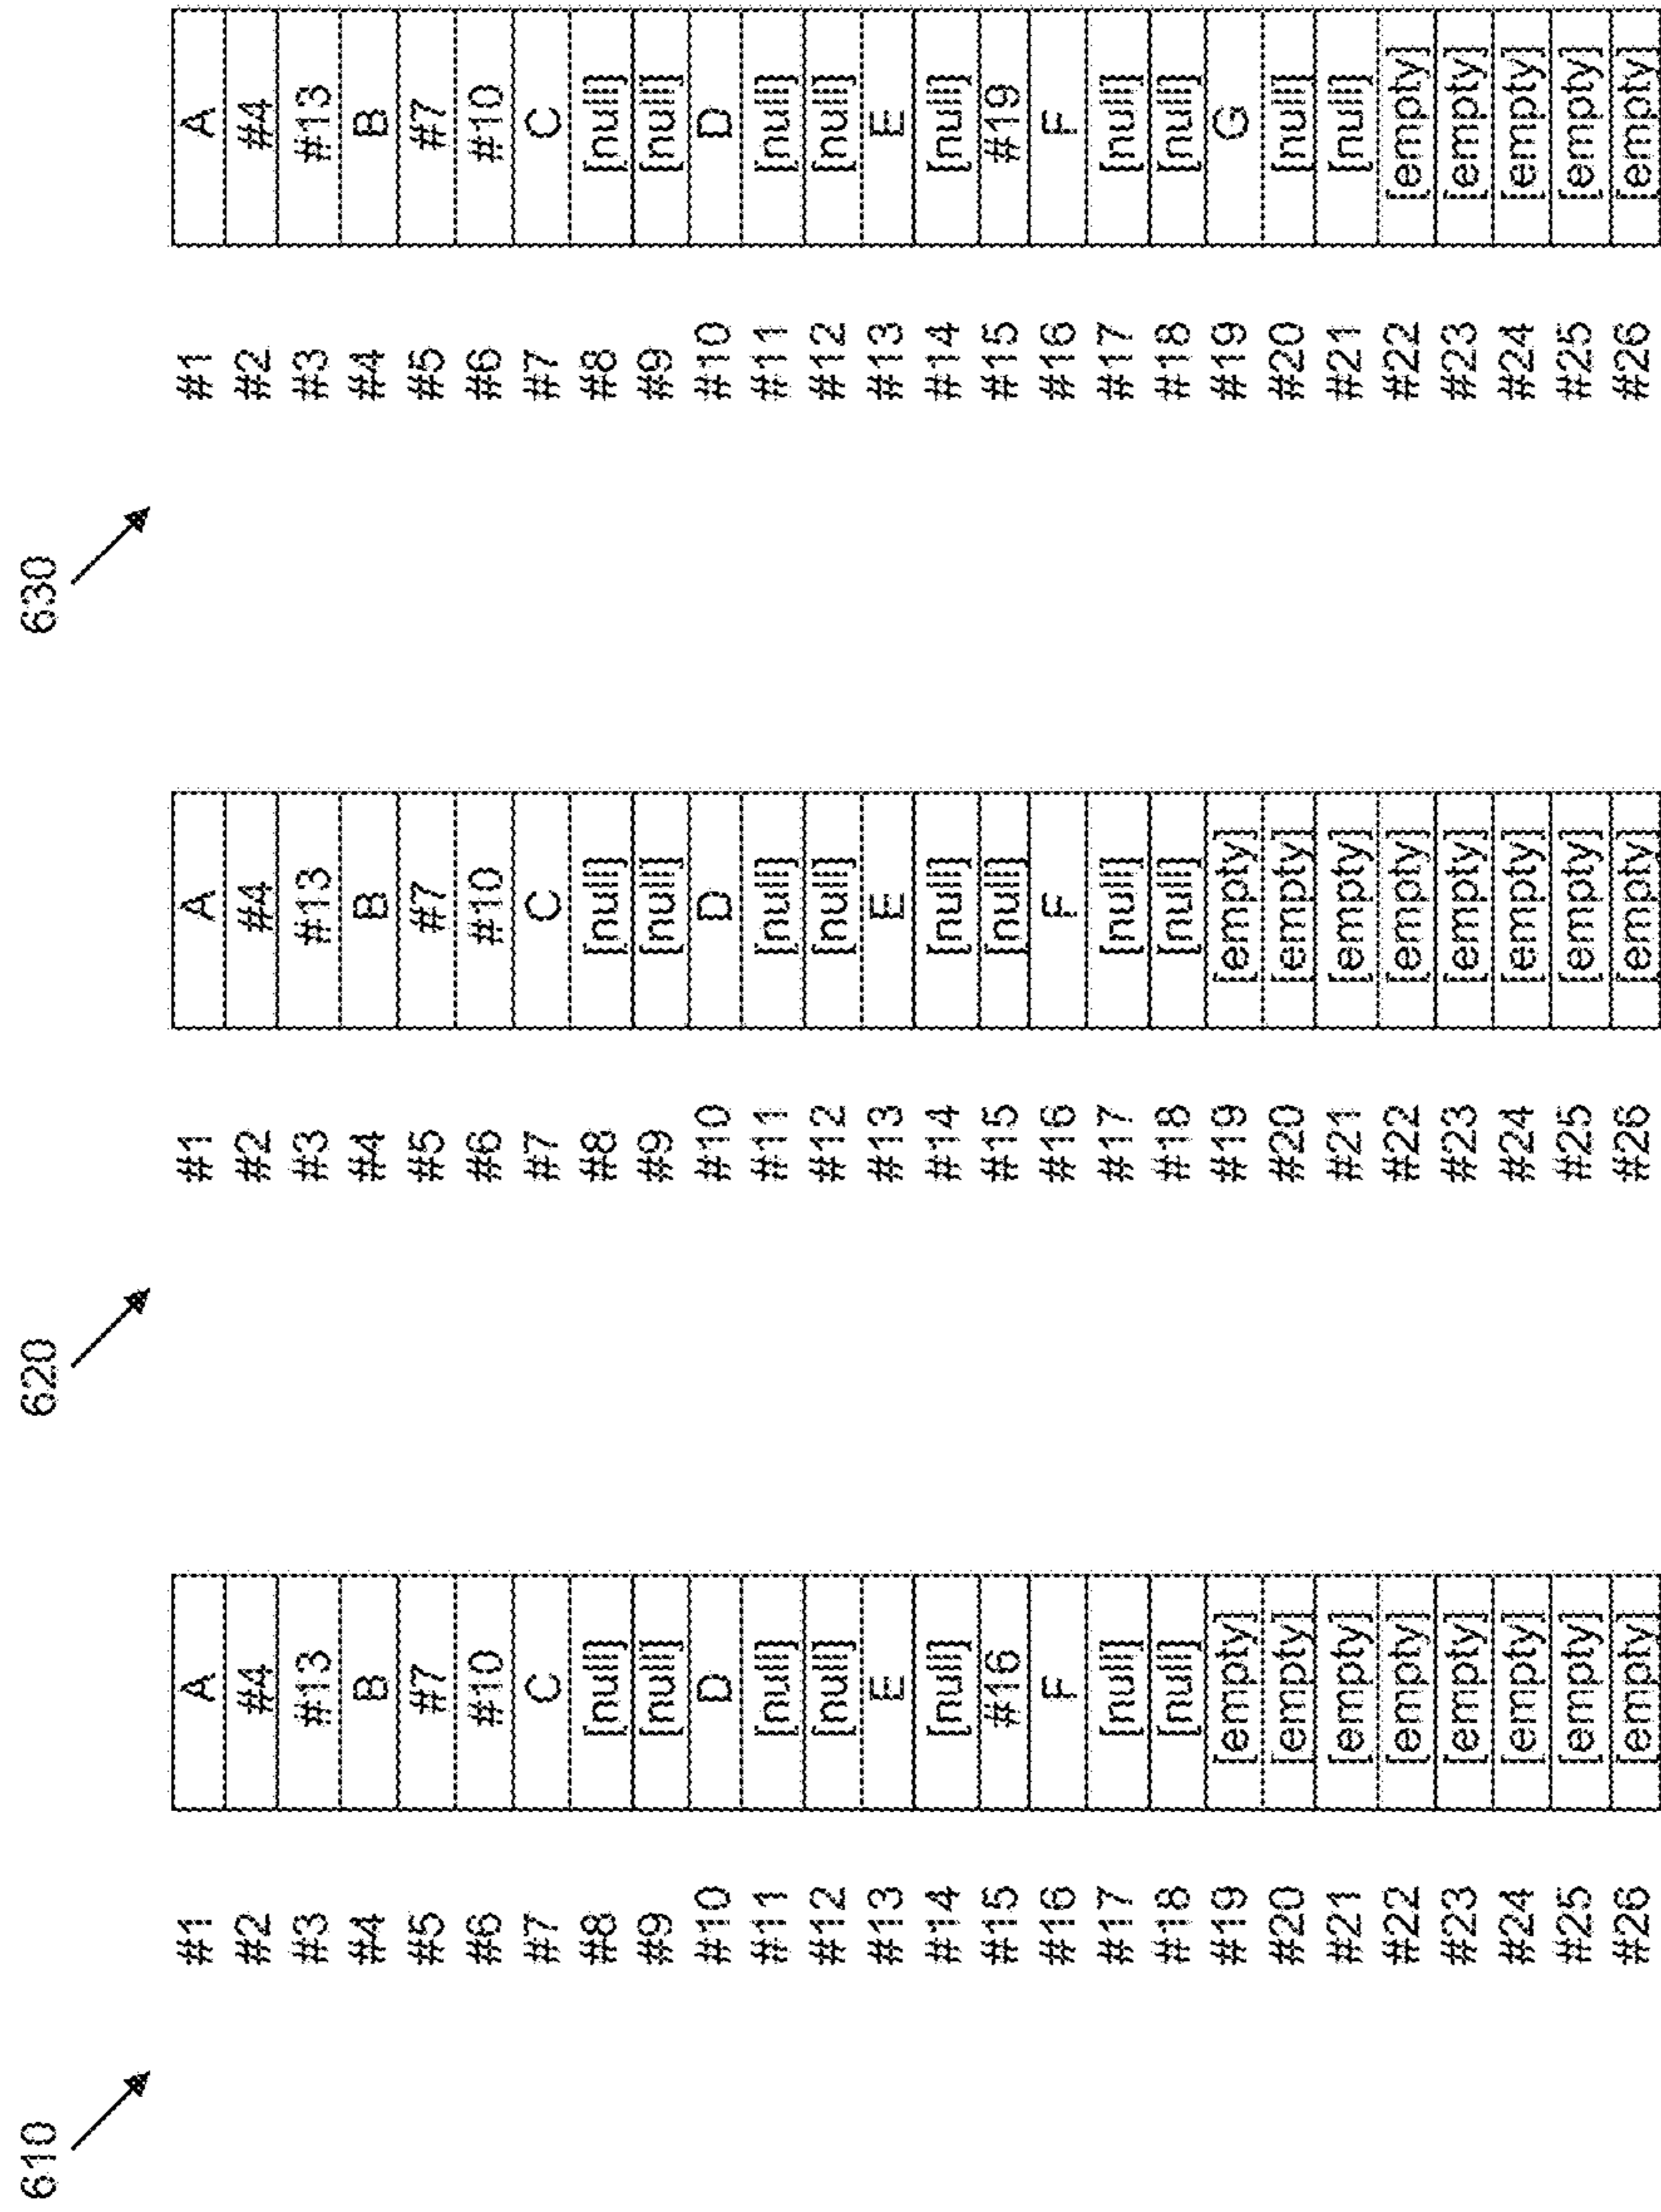 610
#1 A
#2 #4
#3 #13
#4 B
#5 #7
#6 #10
#7 C
#8 [null]
#9 [null]
#10 D
#11 [null]
#12 [null]
#13 E
#14 [null]
#15 #16
#16 F
#17 [null]
#18 [null]
#19 [empty]
#20 [empty]
#21 [empty]
#22 [empty]
#23 [empty]
#24 [empty]
#25 [empty]
#26 [empty]
620
#1 A
#2 #4
#3 #13
#4 B
#5 #7
#6 #10
#7 C
#8 [null]
#9 [null]
#10 D
#11 [null]
#12 [null]
#13 E
#14 [null]
#15 [null]
#16 F
#17 [null]
#18 [null]
#19 [empty]
#20 [empty]
#21 [empty]
#22 [empty]
#23 [empty]
#24 [empty]
#25 [empty]
#26 [empty]
630
#1 A
#2 #4
#3 #13
#4 B
#5 #7
#6 #10
#7 C
#8 [null]
#9 [null]
#10 D
#11 [null]
#12 [null]
#13 E
#14 [null]
#15 #19
#16 F
#17 [null]
#18 [null]
#19 G
#20 [null]
#21 [null]
#22 [empty]
#23 [empty]
#24 [empty]
#25 [empty]
#26 [empty]